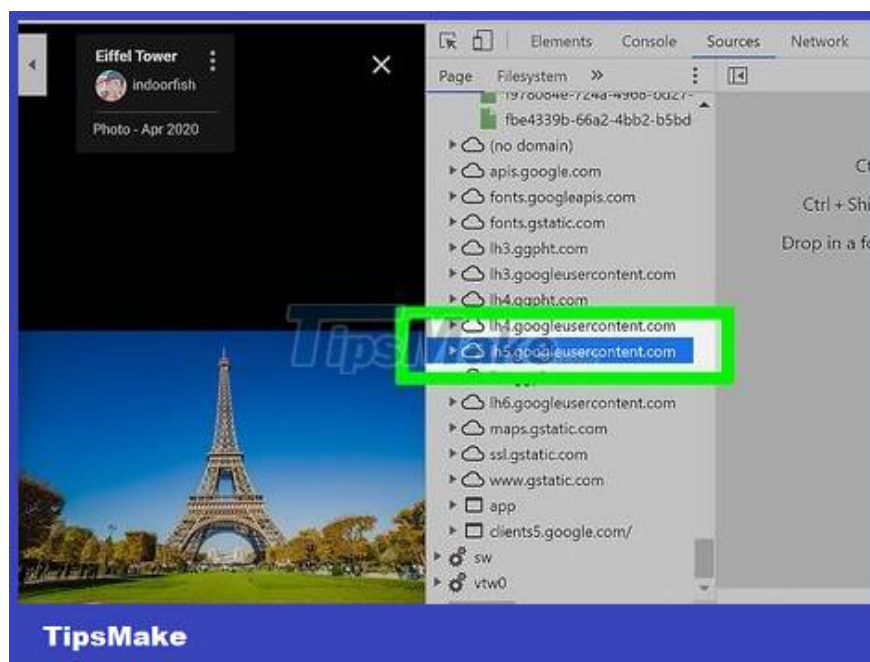 Eiffel Tower
indoorfish
Photo - Apr 2020
Elements Console Sources Network
Page Filesystem »
fbe4339b-66a2-4bb2-b5bd
(no domain)
apis.google.com
fonts.googleapis.com
fonts.gstatic.com
lh3.ggpht.com
lh3.googleusercontent.com
lh4.ggpht.com
lh4.googleusercontent.com
lh5.googleusercontent.com
lh6.googleusercontent.com
maps.gstatic.com
ssl.gstatic.com
www.gstatic.com
app
clients5.google.com/
sw
vtw0
Ctrl + Shi
Drop in a fo
TipsMake
TipsMake